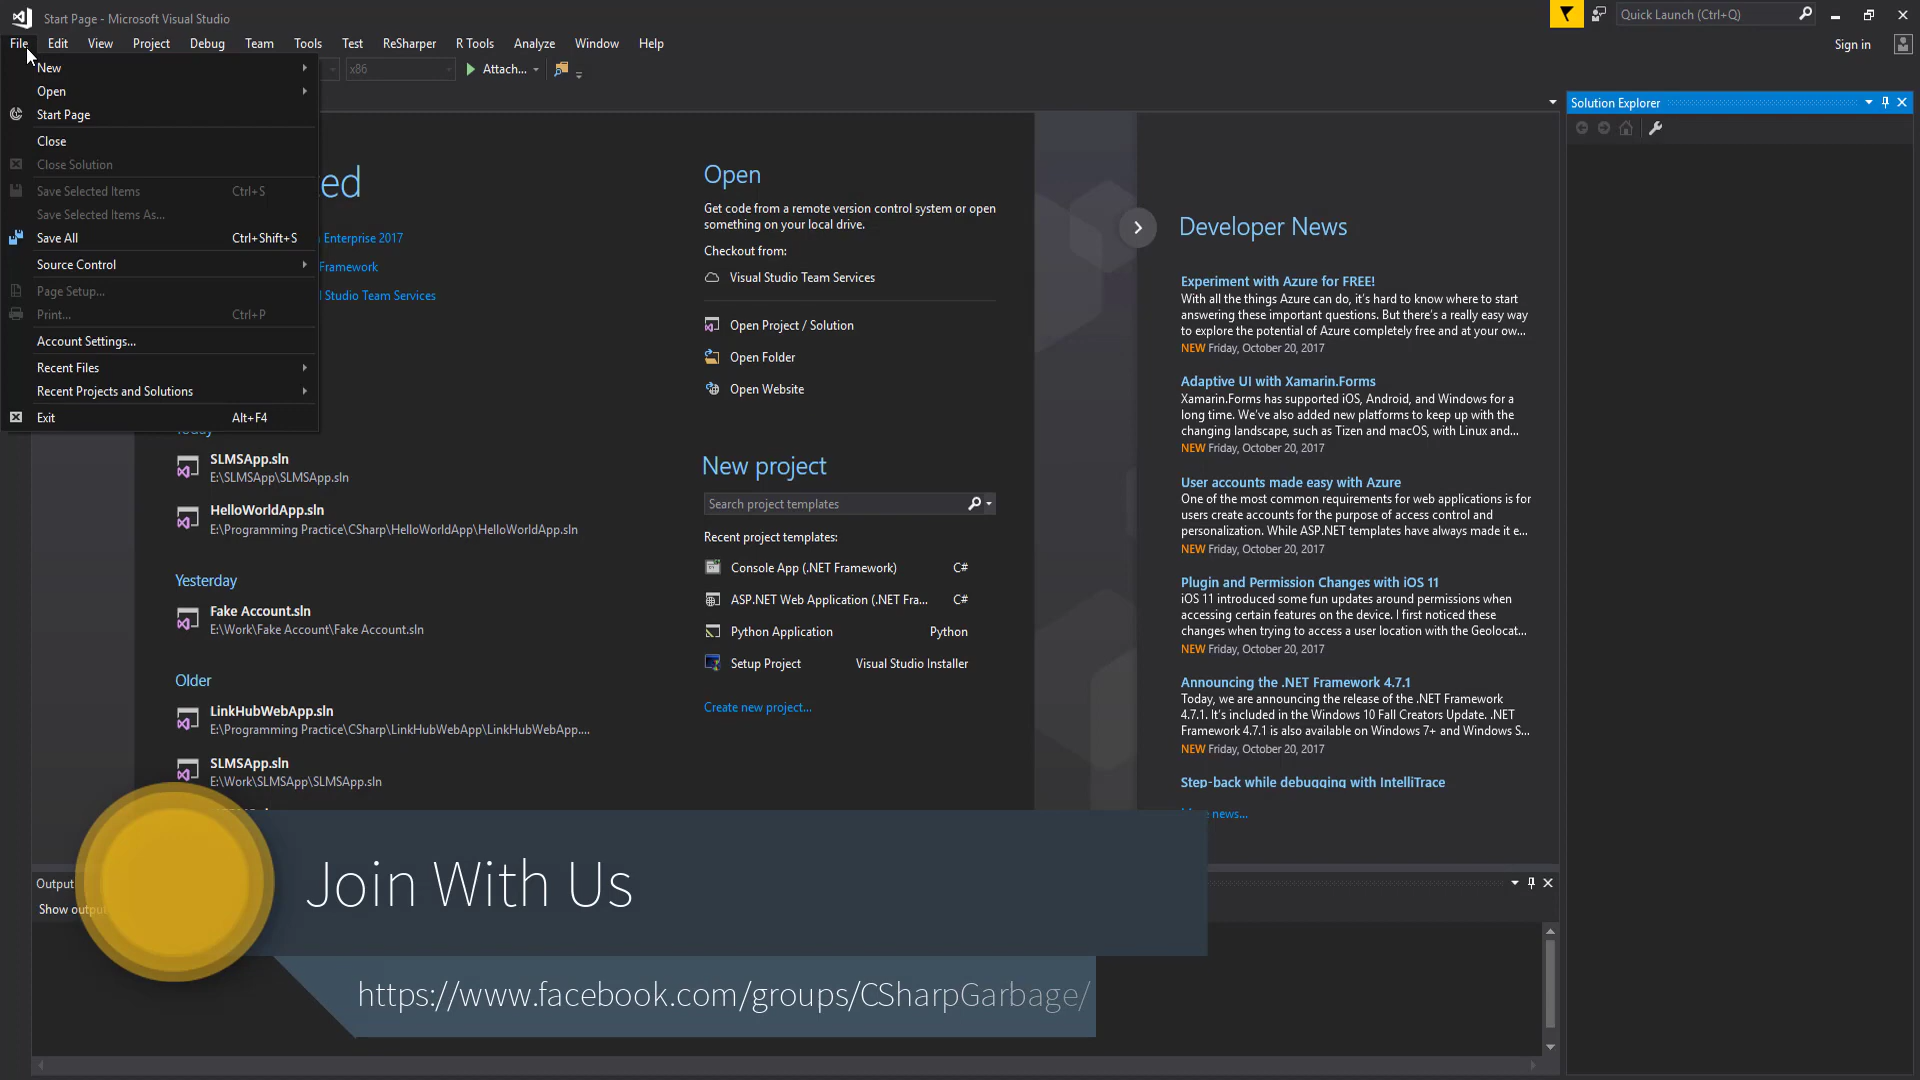 Start Page - Microsoft Visual Studio
Quick Launch (Ctrl+Q)
File Edit View Project Debug Team Tools Test ReSharper R Tools Analyze Window Help
Sign in
x86
Attach...
New
Open
Start Page
Close
Close Solution
Save Selected Items Ctrl+S
Save Selected Items As...
Save All Ctrl+Shift+S
Source Control
Page Setup...
Print... Ctrl+P
Account Settings...
Recent Files
Recent Projects and Solutions
Exit Alt+F4
ed
Enterprise 2017
Framework
Studio Team Services
Today
SLMSApp.sln
E:\SLMSApp\SLMSApp.sln
HelloWorldApp.sln
E:\Programming Practice\CSharp\HelloWorldApp\HelloWorldApp.sln
Yesterday
Fake Account.sln
E:\Work\Fake Account\Fake Account.sln
Older
LinkHubWebApp.sln
E:\Programming Practice\CSharp\LinkHubWebApp\LinkHubWebApp....
SLMSApp.sln
E:\Work\SLMSApp\SLMSApp.sln
Open
Get code from a remote version control system or open
something on your local drive.
Checkout from:
Visual Studio Team Services
Open Project / Solution
Open Folder
Open Website
New project
Search project templates
Recent project templates:
Console App (.NET Framework) C#
ASP.NET Web Application (.NET Fra... C#
Python Application Python
Setup Project Visual Studio Installer
Create new project...
Developer News
Experiment with Azure for FREE!
With all the things Azure can do, it's hard to know where to start
answering these important questions. But there's a really easy way
to explore the potential of Azure completely free and at your ow...
NEW Friday, October 20, 2017
Adaptive UI with Xamarin.Forms
Xamarin.Forms has supported iOS, Android, and Windows for a
long time. We've also added new platforms to keep up with the
changing landscape, such as Tizen and macOS, with Linux and...
NEW Friday, October 20, 2017
User accounts made easy with Azure
One of the most common requirements for web applications is for
users create accounts for the purpose of access control and
personalization. While ASP.NET templates have always made it e...
NEW Friday, October 20, 2017
Plugin and Permission Changes with iOS 11
iOS 11 introduced some fun updates around permissions when
accessing certain features on the device. I first noticed these
changes when trying to access a user location with the Geolocat...
NEW Friday, October 20, 2017
Announcing the .NET Framework 4.7.1
Today, we are announcing the release of the .NET Framework
4.7.1. It's included in the Windows 10 Fall Creators Update. .NET
Framework 4.7.1 is also available on Windows 7+ and Windows S...
NEW Friday, October 20, 2017
Step-back while debugging with IntelliTrace
news...
Solution Explorer
Output
Show outpu
Join With Us
https://www.facebook.com/groups/CSharpGarbage/